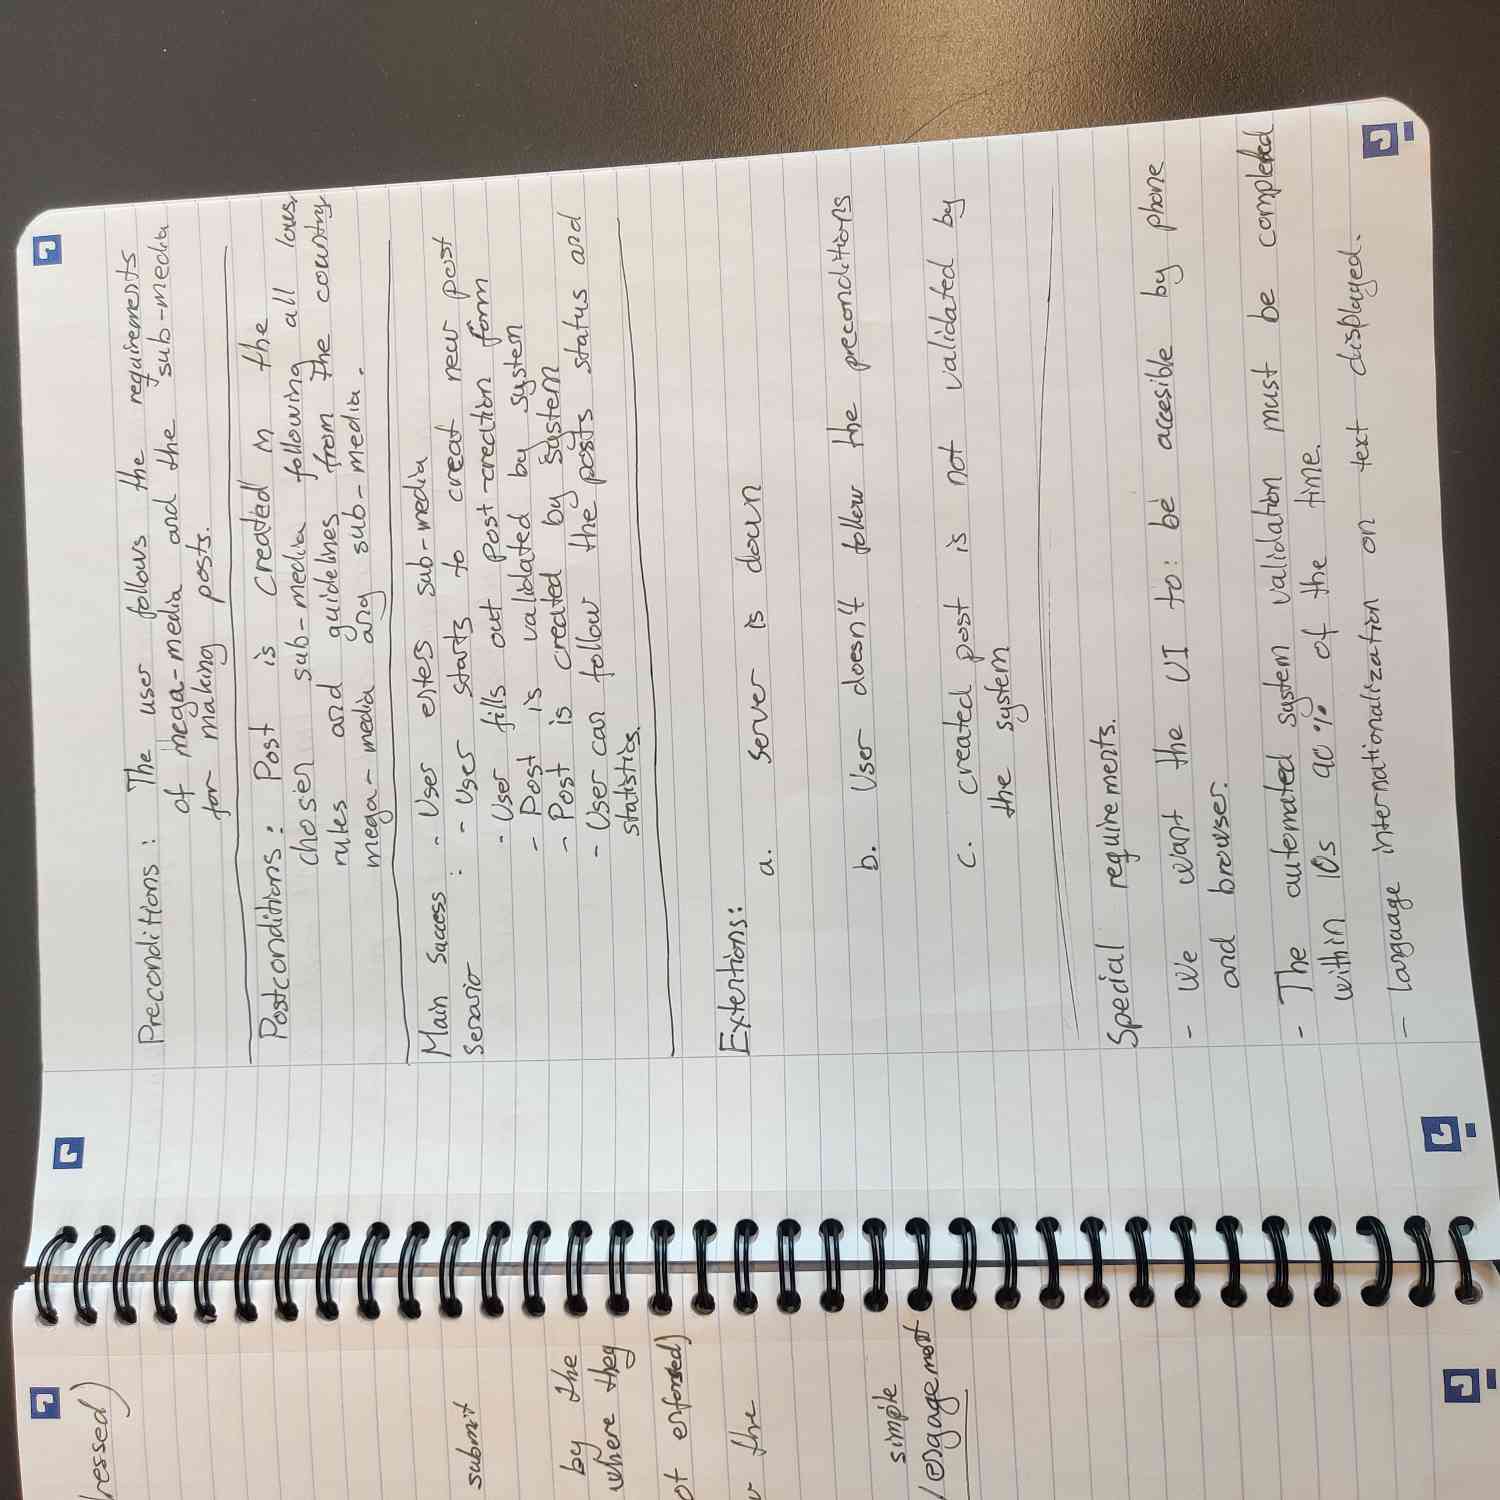 ressed)
submit
by the
where they
ot enforsed)
the
simple
/engagement
Preconditions: The user follows the requirements
of mega-media and the sub-media
for making posts.
Postconditions: Post is created in the
chosen sub-media following all laws,
rules and guidelines from the country
mega-media ang sub-media.
Main Saccess : - User enters sub-media
Senario - User starts to creat new post
- User fills out post-creation form
- Post is validated by system
- Post is created by system
- User can follow the posts status and
statistics.
Extentions:
a. server is down
b. User doesn't follow the preconditions
c. created post is not validated by
the system
Special requirements.
- We want the UI to: be accesible by phone
and browser.
- The automated system validation must be completed
within 10s 90% of the time.
- language internationalization on text displayed.